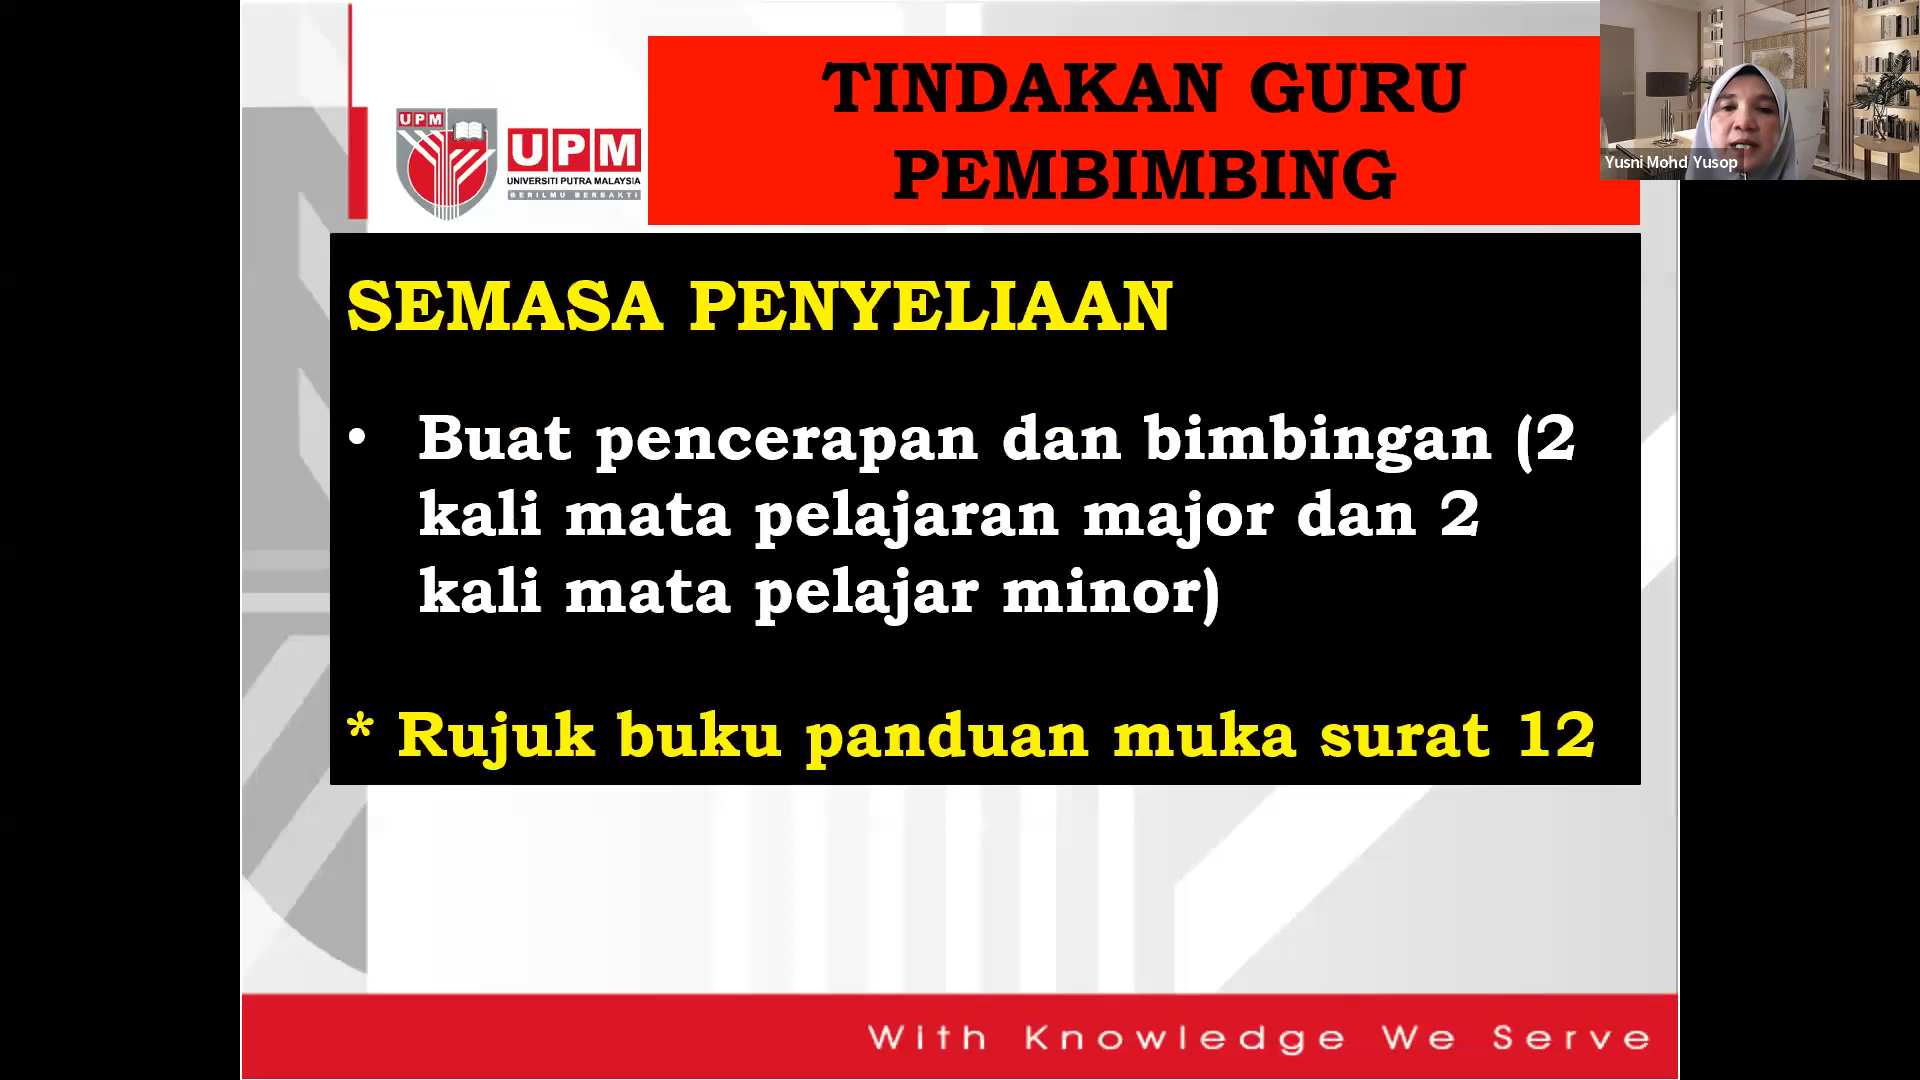 TINDAKAN GURU
PEMBIMBING
UPM
UPM
UNIVERSITI PUTRA MALAYSIA
BERILMU BERBAKTI
Yusni Mohd Yusop
SEMASA PENYELIAAN
• Buat pencerapan dan bimbingan (2
kali mata pelajaran major dan 2
kali mata pelajar minor)
* Rujuk buku panduan muka surat 12
With Knowledge We Serve